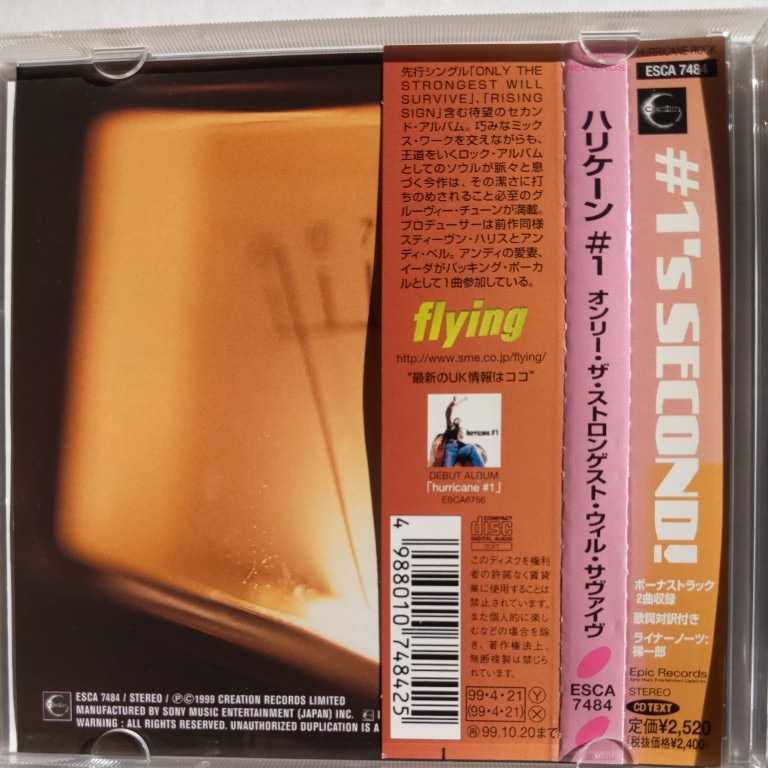 先行シングル「ONLY THE
STRONGEST WILL
SURVIVE」、「RISING
SIGN」含む待望のセカン
ド・アルバム。巧みなミック
ス・ワークを交えながらも、
王道をいくロック・アルバム
としてのソウルが脈々と息
づく今作は、その潔さに打
ちのめされること必至のグ
ルーヴィー・チューンが満載。
プロデューサーは前作同様
スティーヴン・ハリスとアン
ディ・ベル。アンディの愛妻、
イーダがバッキング・ボーカ
ルとして1曲参加している。
flying
http://www.sme.co.jp/flying/
"最新のUK情報はココ"
hurricane #1
DEBUT ALBUM
「hurricane #1」
ESCA6756
COMPACT
disc
DIGITAL AUDIO
TEXT
4988010748425
このディスクを権利
者の許諾なく賃貸
業に使用することは
禁止されています。
また個人的に楽し
むなどの場合を除
き、著作権法上、
無断複製は禁じら
れています。
99・4・21 Y
(99・4・21) X
再99.10.20まで
ハリケーン #1 オンリー・ザ・ストロンゲスト・ウィル・サヴァイヴ
ESCA
7484
ESCA 7484
#1's SECOND!
ボーナストラック
2曲収録
歌詞対訳付き
ライナーノーツ:
楊一郎
Epic Records
STEREO
CD TEXT
定価¥2,520
(税抜価格¥2,400)
ESCA 7484 / STEREO / Ⓟ©1999 CREATION RECORDS LIMITED
MANUFACTURED BY SONY MUSIC ENTERTAINMENT (JAPAN) INC.
WARNING : ALL RIGHTS RESERVED. UNAUTHORIZED DUPLICATION IS A